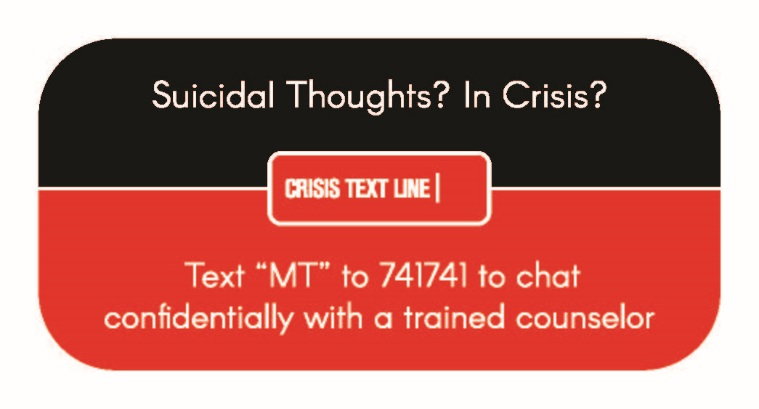 Suicidal Thoughts? In Crisis?
CRISIS TEXT LINE |
Text “MT” to 741741 to chat
confidentially with a trained counselor